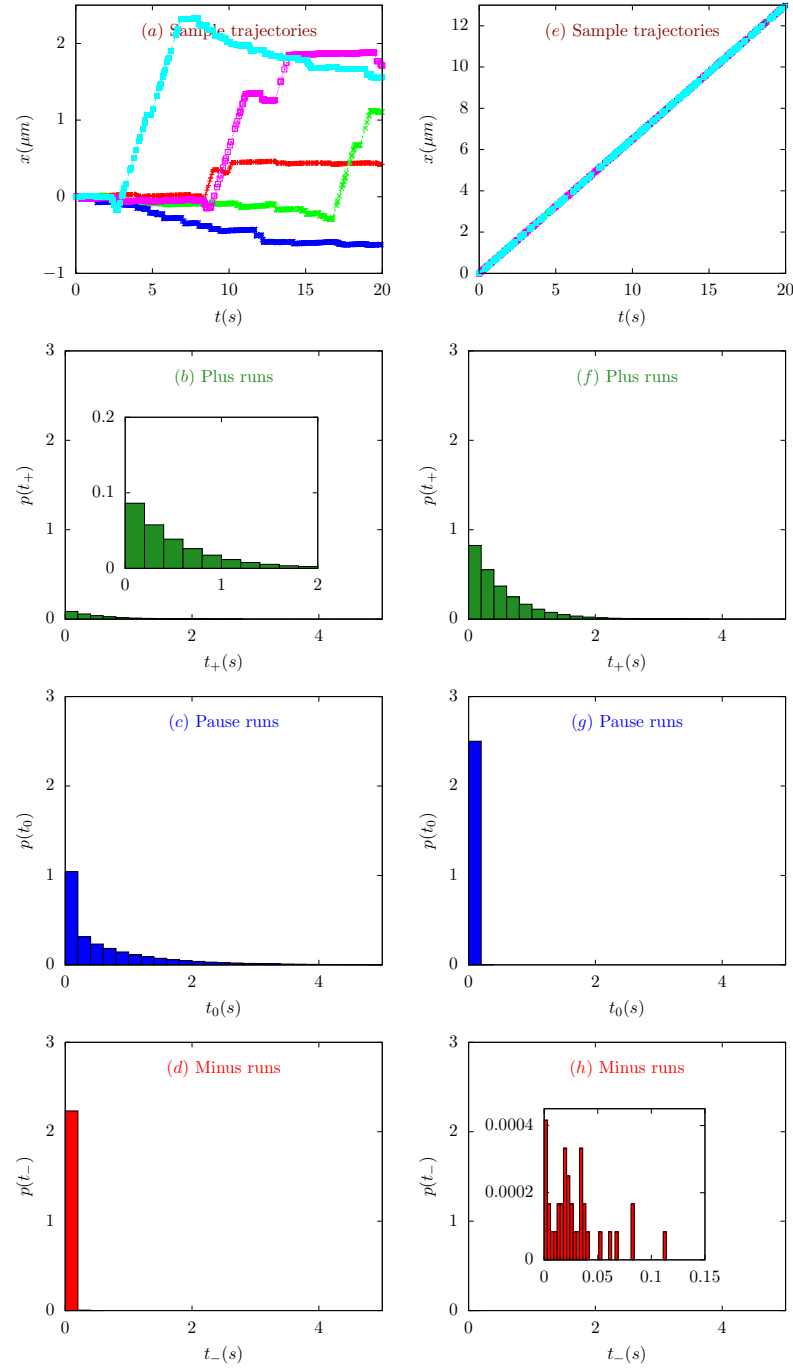 (a) Sample trajectories
2
1
0
−1
x(μm)
0 5 10 15 20
t(s)
(e) Sample trajectories
12
10
8
6
4
2
0
x(μm)
0 5 10 15 20
t(s)
(b) Plus runs
3
2
1
0
p(t₊)
0.2
0.1
0
0 1 2
0 2 4
t₊(s)
(f) Plus runs
3
2
1
0
p(t₊)
0 2 4
t₊(s)
(c) Pause runs
3
2
1
0
p(t₀)
0 2 4
t₀(s)
(g) Pause runs
3
2
1
0
p(t₀)
0 2 4
t₀(s)
(d) Minus runs
3
2
1
0
p(t₋)
0 2 4
t₋(s)
(h) Minus runs
3
2
1
0
p(t₋)
0.0004
0.0002
0
0 0.05 0.1 0.15
0 2 4
t₋(s)